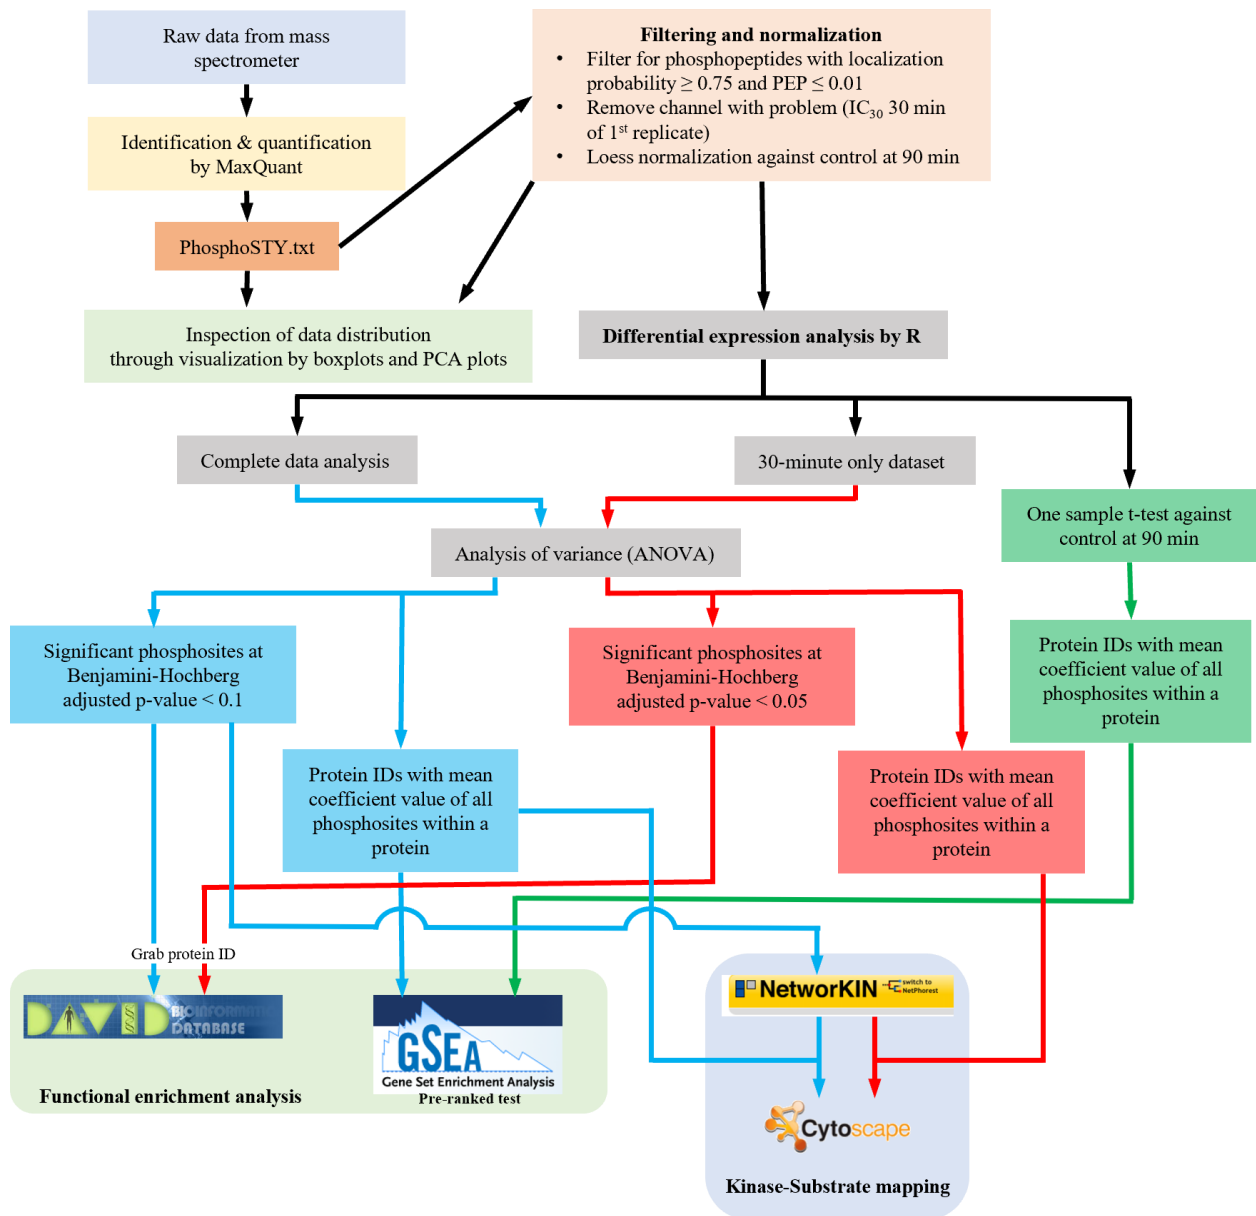 Raw data from mass
spectrometer
Identification & quantification
by MaxQuant
PhosphoSTY.txt
Inspection of data distribution
through visualization by boxplots and PCA plots
Filtering and normalization
• Filter for phosphopeptides with localization
probability ≥ 0.75 and PEP ≤ 0.01
• Remove channel with problem (IC30 30 min
of 1st replicate)
• Loess normalization against control at 90 min
Differential expression analysis by R
Complete data analysis
30-minute only dataset
One sample t-test against
control at 90 min
Analysis of variance (ANOVA)
Significant phosphosites at
Benjamini-Hochberg
adjusted p-value < 0.1
Significant phosphosites at
Benjamini-Hochberg
adjusted p-value < 0.05
Protein IDs with mean
coefficient value of all
phosphosites within a
protein
Protein IDs with mean
coefficient value of all
phosphosites within a
protein
Protein IDs with mean
coefficient value of all
phosphosites within a
protein
Grab protein ID
DAVID BIOINFORMATIC
DATABASE
GSEA
Gene Set Enrichment Analysis
Pre-ranked test
Functional enrichment analysis
NetworKIN
switch to
NetPhorest
Cytoscape
Kinase-Substrate mapping